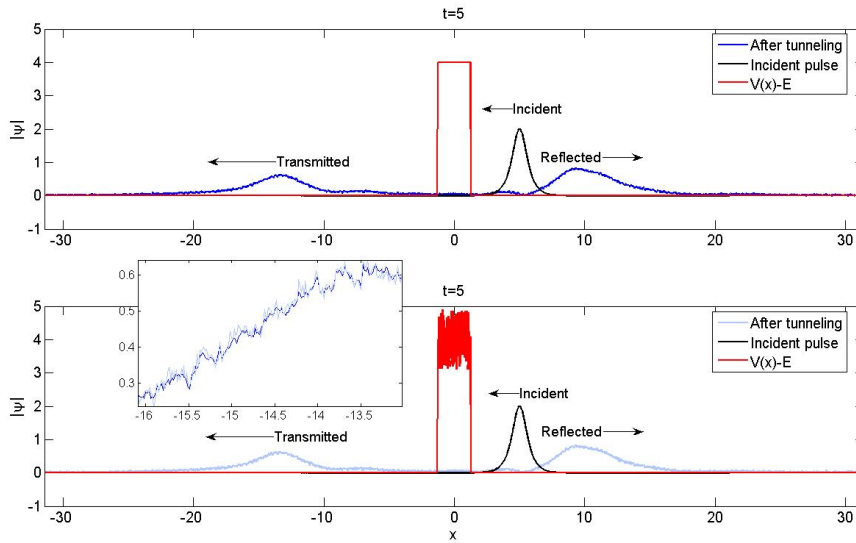 t=5
5
4
3
2
1
0
-1
|ψ|
After tunneling
Incident pulse
V(x)-E
Incident
Transmitted
Reflected
-30 -20 -10 0 10 20 30
t=5
5
4
3
2
1
0
-1
|ψ|
After tunneling
Incident pulse
V(x)-E
Incident
Transmitted
Reflected
0.6
0.5
0.4
0.3
-16 -15.5 -15 -14.5 -14 -13.5
-30 -20 -10 0 10 20 30
x